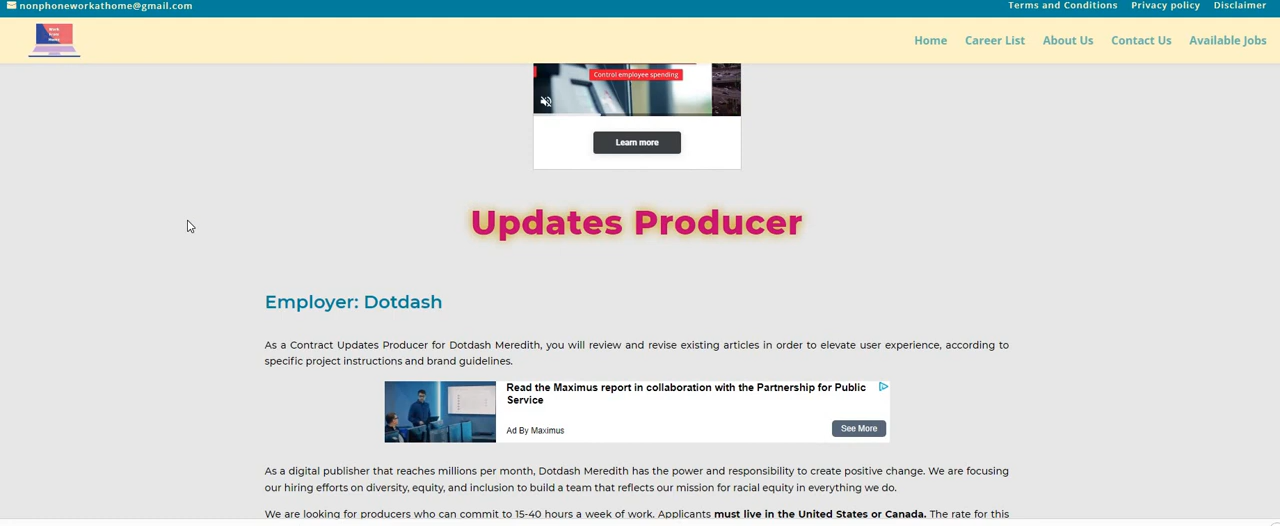 nonphoneworkathome@gmail.com
Terms and Conditions Privacy policy Disclaimer
Work
From
Home
Home Career List About Us Contact Us Available Jobs
Control employee spending
Learn more
Updates Producer
Employer: Dotdash
As a Contract Updates Producer for Dotdash Meredith, you will review and revise existing articles in order to elevate user experience, according to
specific project instructions and brand guidelines.
Read the Maximus report in collaboration with the Partnership for Public
Service
Ad By Maximus
See More
As a digital publisher that reaches millions per month, Dotdash Meredith has the power and responsibility to create positive change. We are focusing
our hiring efforts on diversity, equity, and inclusion to build a team that reflects our mission for racial equity in everything we do.
We are looking for producers who can commit to 15-40 hours a week of work. Applicants must live in the United States or Canada. The rate for this